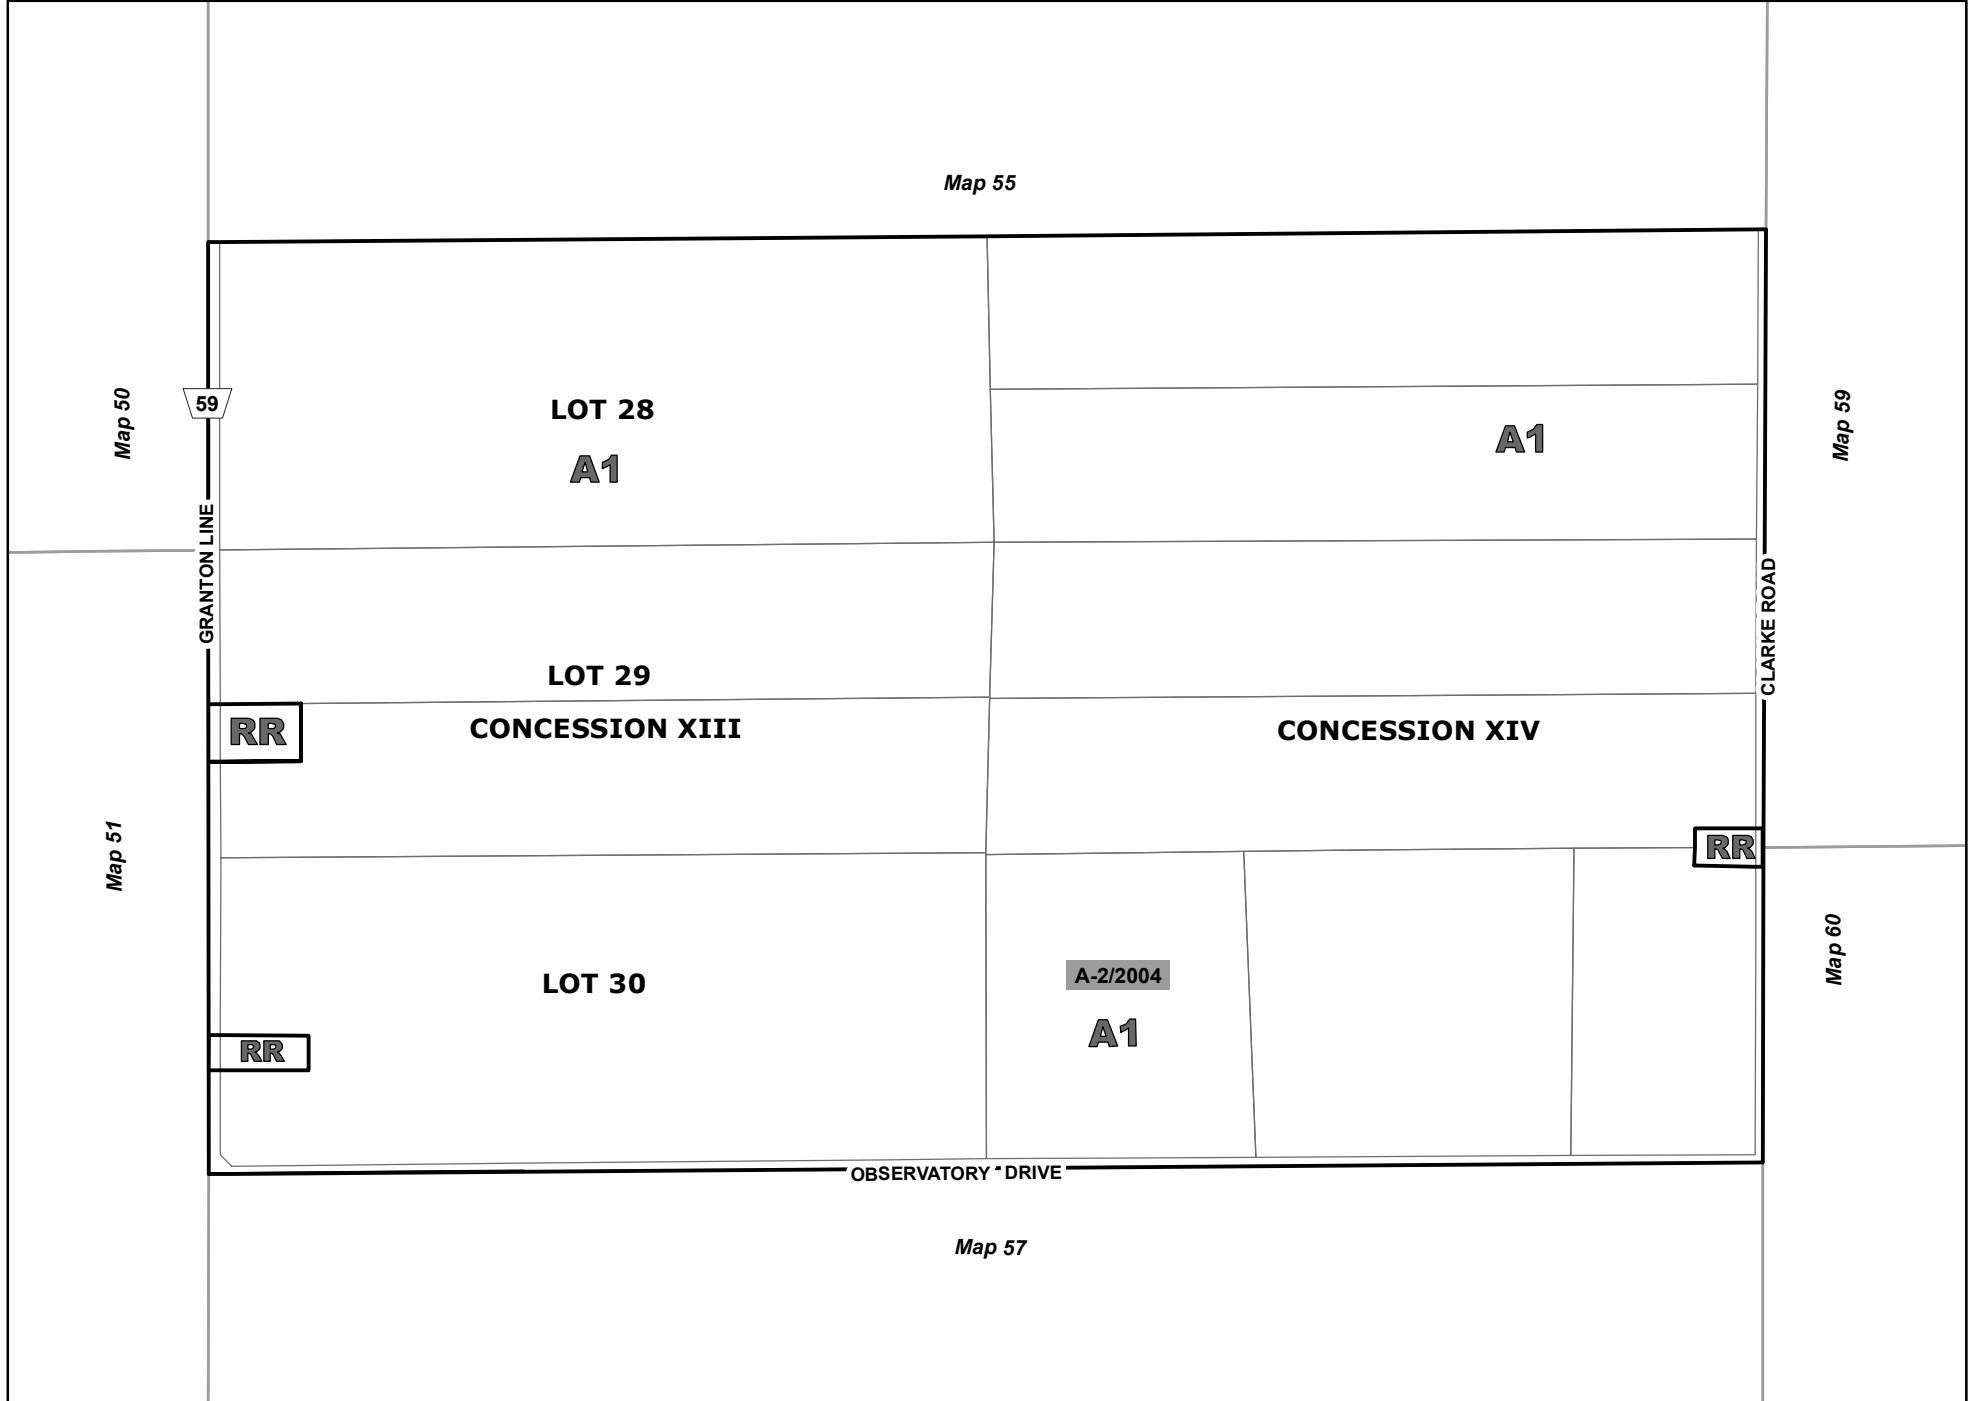 Map 55
Map 50
59
LOT 28
A1
A1
Map 59
GRANTON LINE
CLARKE ROAD
LOT 29
RR
CONCESSION XIII
CONCESSION XIV
Map 51
RR
Map 60
LOT 30
A-2/2004
A1
RR
OBSERVATORY DRIVE
Map 57